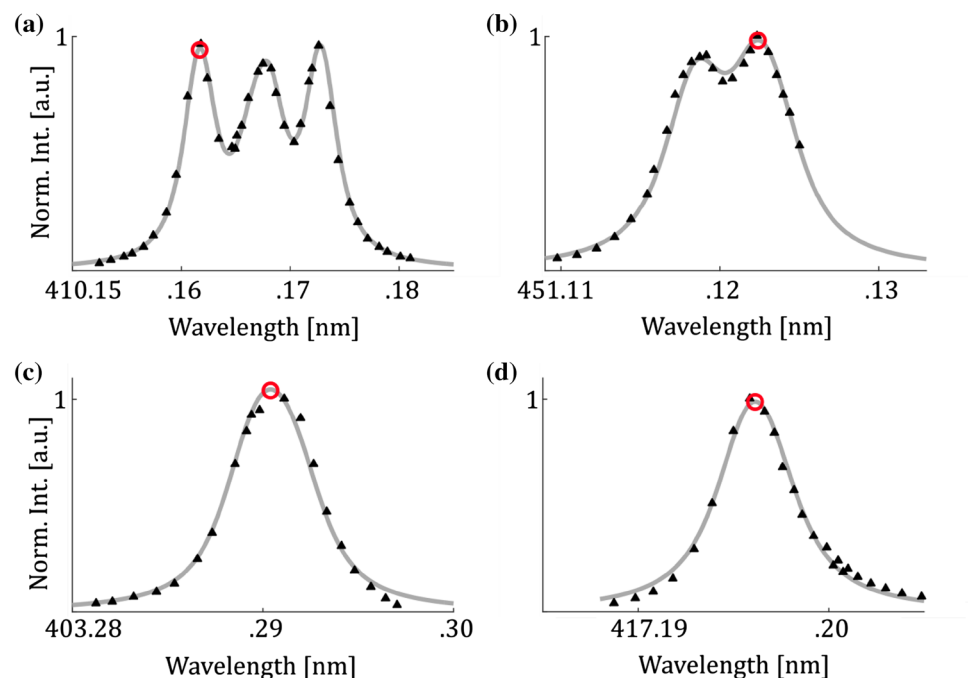 (a)
1
Norm. Int. [a.u.]
410.15 .16 .17 .18
Wavelength [nm]
(b)
1
451.11 .12 .13
Wavelength [nm]
(c)
1
Norm. Int. [a.u.]
403.28 .29 .30
Wavelength [nm]
(d)
1
417.19 .20
Wavelength [nm]